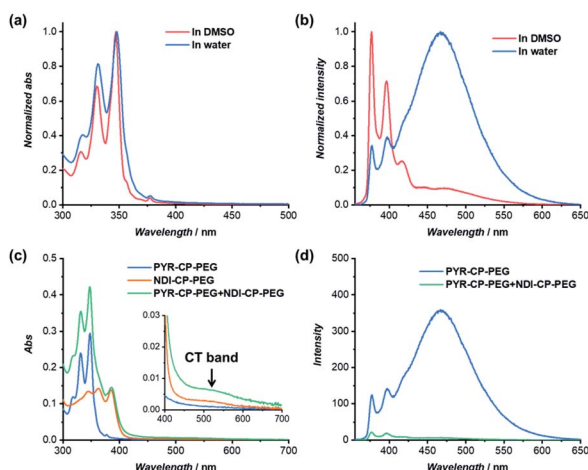 (a)
In DMSO
In water
Normalized abs
1.0
0.8
0.6
0.4
0.2
0.0
300 350 400 450 500
Wavelength / nm
(b)
In DMSO
In water
Normalized intensity
1.0
0.8
0.6
0.4
0.2
0.0
400 450 500 550 600 650
Wavelength / nm
(c)
PYR-CP-PEG
NDI-CP-PEG
PYR-CP-PEG+NDI-CP-PEG
Abs
0.5
0.4
0.3
0.2
0.1
0.0
300 400 500 600 700
Wavelength / nm
0.03
0.02
0.01
0.00
400 500 600 700
CT band
(d)
PYR-CP-PEG
PYR-CP-PEG+NDI-CP-PEG
Intensity
500
400
300
200
100
0
400 450 500 550 600 650
Wavelength / nm